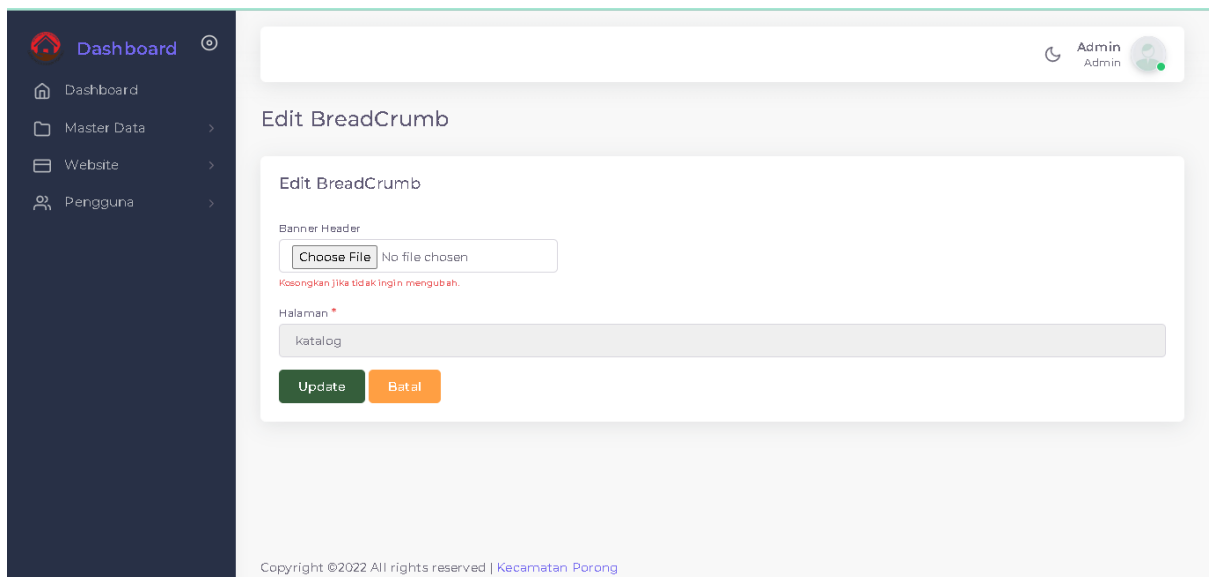 Dashboard
Dashboard
Master Data
Website
Pengguna
Admin
Admin
Edit BreadCrumb
Edit BreadCrumb
Banner Header
Choose File No file chosen
Kosongkan jika tidak ingin mengubah.
Halaman *
katalog
Update Batal
Copyright ©2022 All rights reserved | Kecamatan Porong